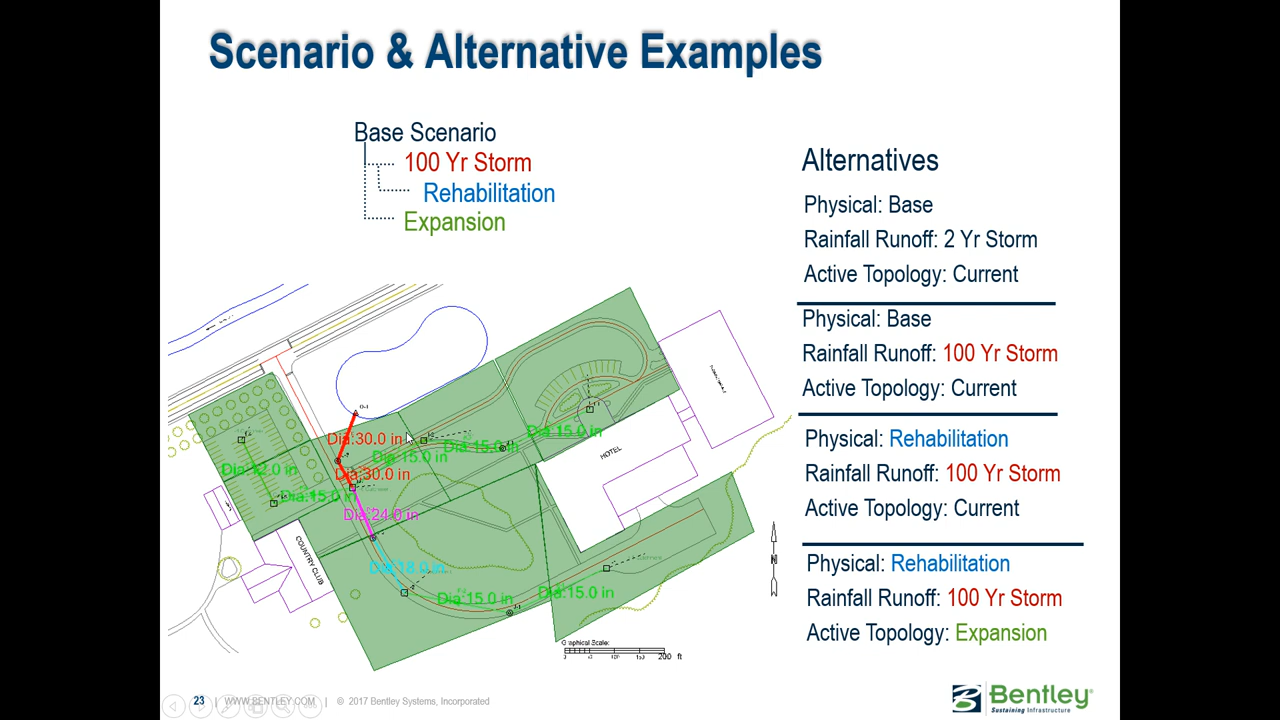 Scenario & Alternative Examples
Base Scenario
100 Yr Storm
Rehabilitation
Expansion
Alternatives
Physical: Base
Rainfall Runoff: 2 Yr Storm
Active Topology: Current
Physical: Base
Rainfall Runoff: 100 Yr Storm
Active Topology: Current
Physical: Rehabilitation
Rainfall Runoff: 100 Yr Storm
Active Topology: Current
Physical: Rehabilitation
Rainfall Runoff: 100 Yr Storm
Active Topology: Expansion
O-1
Dia:30.0 in
Dia:15.0 in
Dia:15.0 in
Dia:15.0 in
Dia:30.0 in
Dia:15.0 in
Dia:24.0 in
Dia:18.0 in
Dia:15.0 in
Dia:15.0 in
HOTEL
COUNTRY CLUB
N
Graphical Scale:
0
200 ft
23 | WWW.BENTLEY.COM | © 2017 Bentley Systems, Incorporated
Bentley®
Sustaining Infrastructure